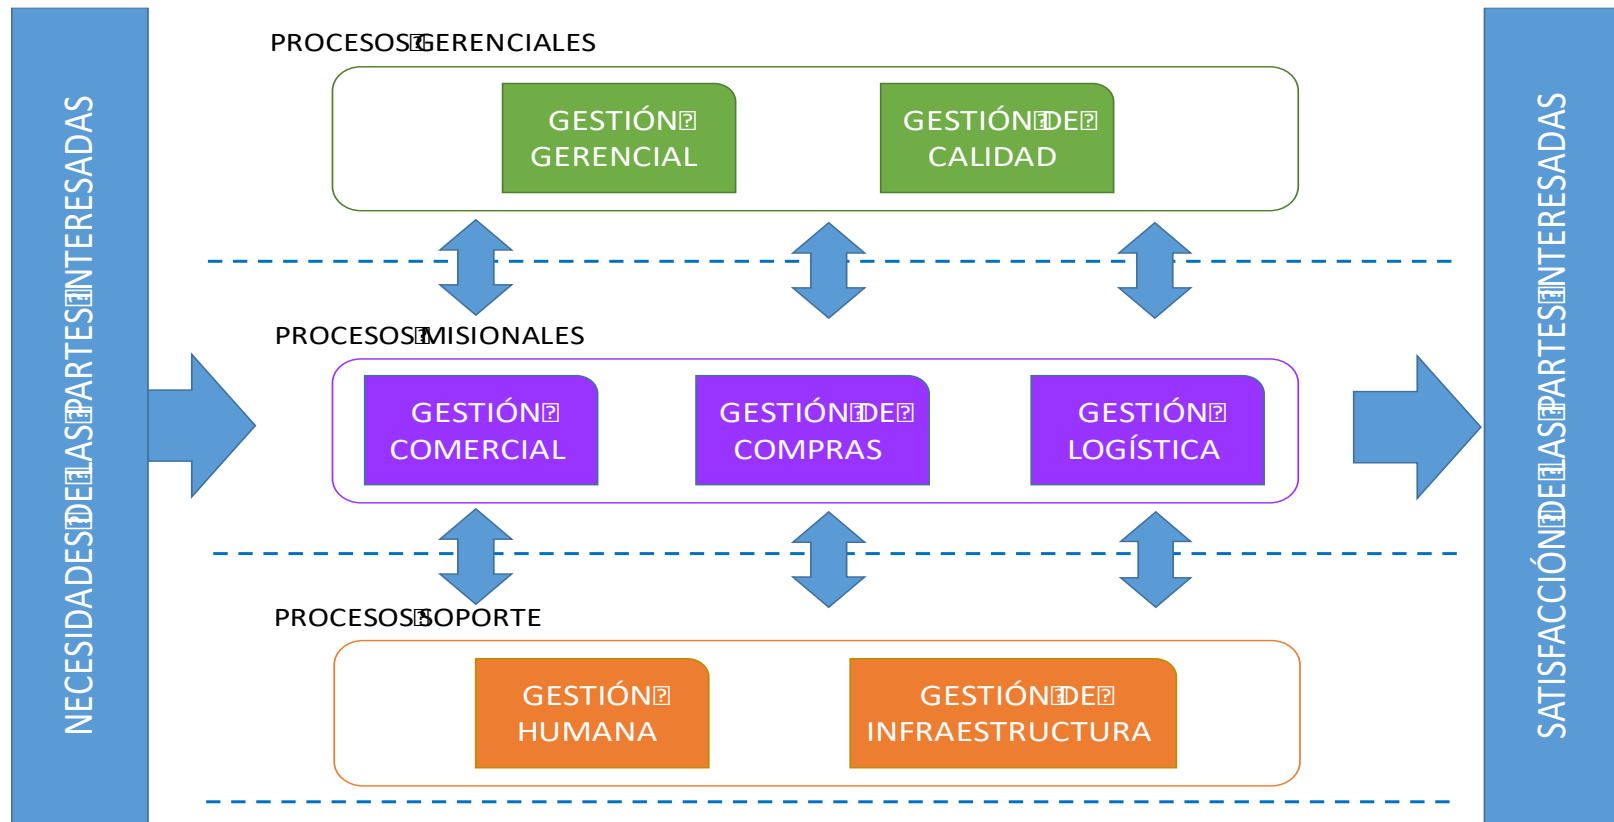 NECESIDADES DE LAS PARTES INTERESADAS
PROCESOS GERENCIALES
GESTIÓN
GERENCIAL
GESTIÓN DE
CALIDAD
PROCESOS MISIONALES
GESTIÓN
COMERCIAL
GESTIÓN DE
COMPRAS
GESTIÓN
LOGÍSTICA
PROCESOS SOPORTE
GESTIÓN
HUMANA
GESTIÓN DE
INFRAESTRUCTURA
SATISFACCIÓN DE LAS PARTES INTERESADAS